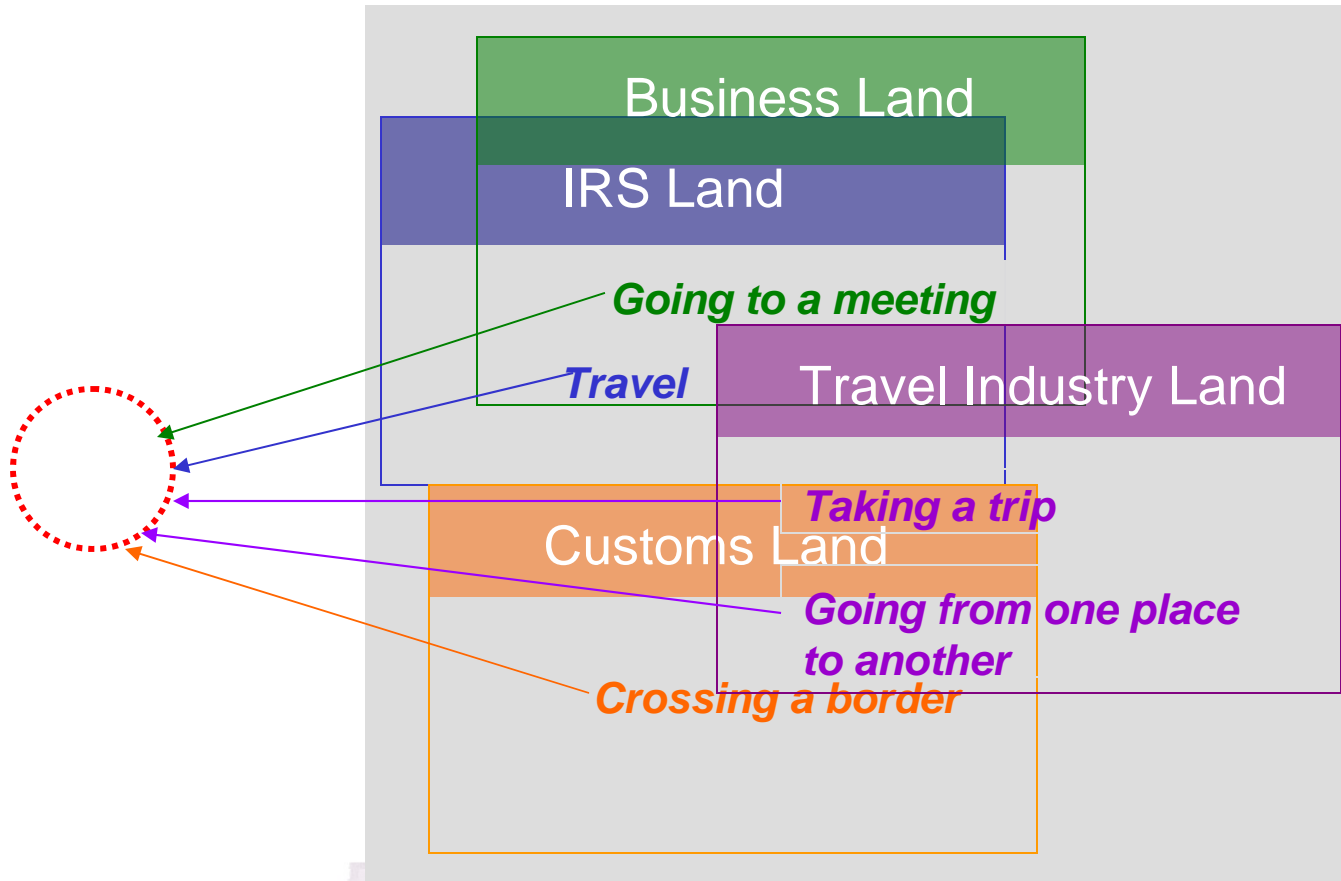 Business Land
IRS Land
Going to a meeting
Travel
Travel Industry Land
Taking a trip
Customs Land
Going from one place
to another
Crossing a border